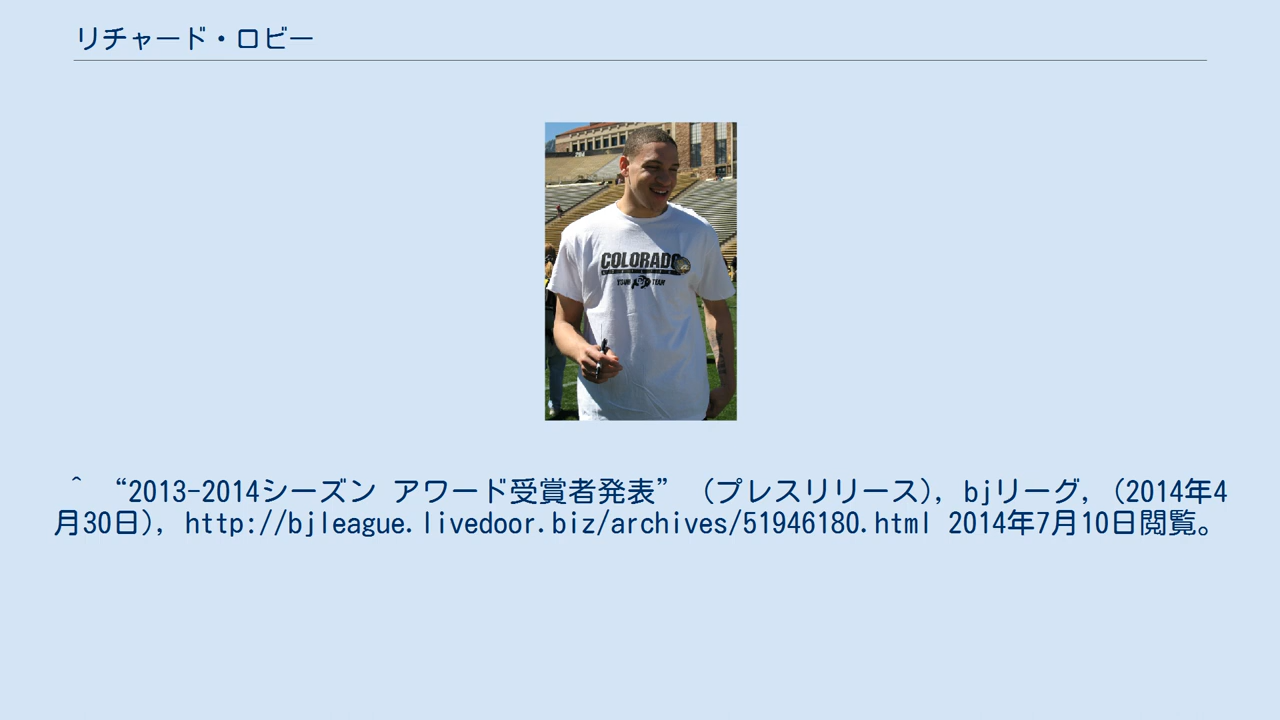 リチャード・ロビー
COLORADO
YOUR TEAM
^ “2013-2014シーズン アワード受賞者発表” (プレスリリース), bjリーグ, (2014年4
月30日), http://bjleague.livedoor.biz/archives/51946180.html 2014年7月10日閲覧。